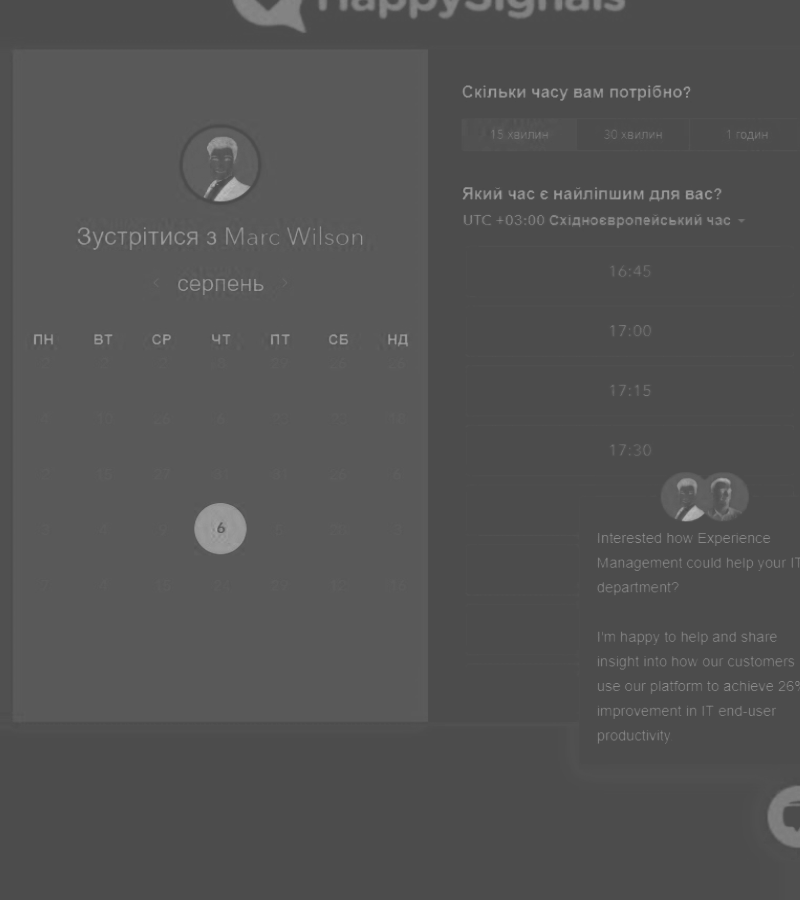 HappySignals
Зустрітися з Marc Wilson
серпень
ПН ВТ СР ЧТ ПТ СБ НД
6
Скільки часу вам потрібно?
15 хвилин 30 хвилин 1 годин
Який час є найліпшим для вас?
UTC +03:00 Східноєвропейський час
16:45
17:00
17:15
17:30
Interested how Experience
Management could help your IT
department?
I'm happy to help and share
insight into how our customers
use our platform to achieve 26%
improvement in IT end-user
productivity